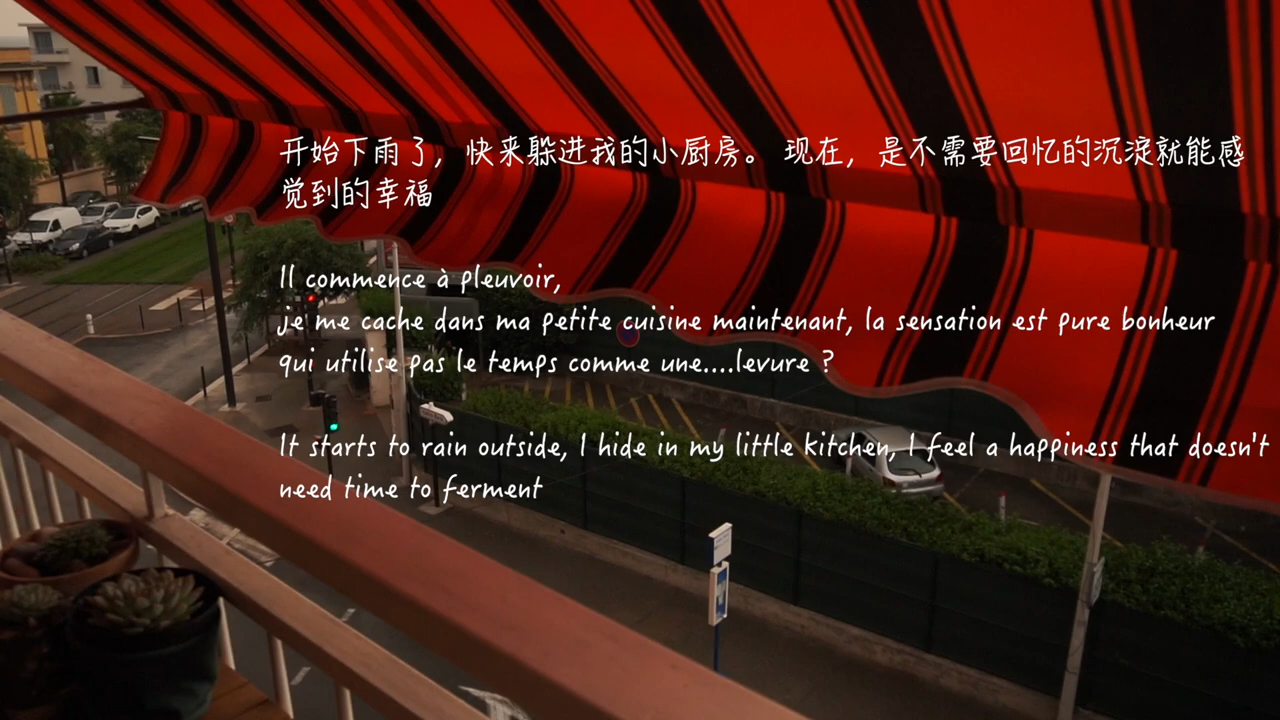 开始下雨了，快来躲进我的小厨房。 现在，是不需要回忆的沉淀就能感
觉到的幸福
Il commence à pleuvoir,
je me cache dans ma petite cuisine maintenant, la sensation est pure bonheur
qui utilise pas le temps comme une....levure ?
It starts to rain outside, I hide in my little kitchen, I feel a happiness that doesn't
need time to ferment